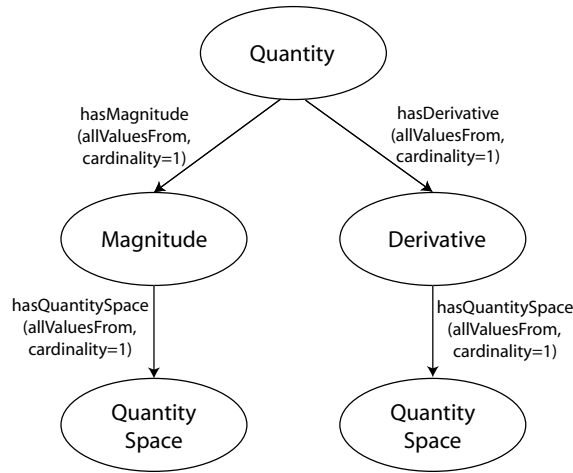 Quantity
hasMagnitude
(allValuesFrom,
cardinality=1)
hasDerivative
(allValuesFrom,
cardinality=1)
Magnitude
Derivative
hasQuantitySpace
(allValuesFrom,
cardinality=1)
hasQuantitySpace
(allValuesFrom,
cardinality=1)
Quantity
Space
Quantity
Space